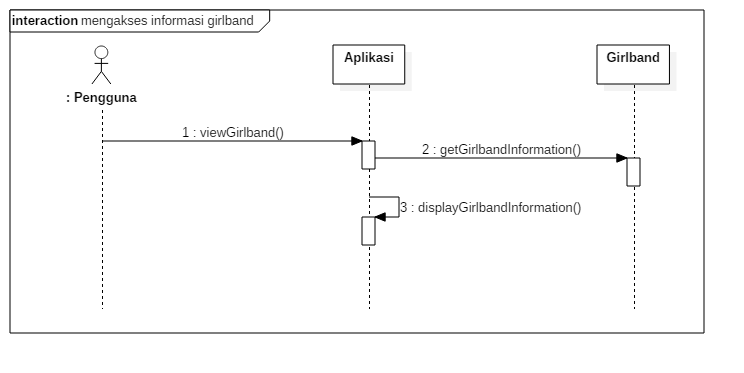 interaction mengakses informasi girlband
Aplikasi
Girlband
: Pengguna
1 : viewGirlband()
2 : getGirlbandInformation()
3 : displayGirlbandInformation()